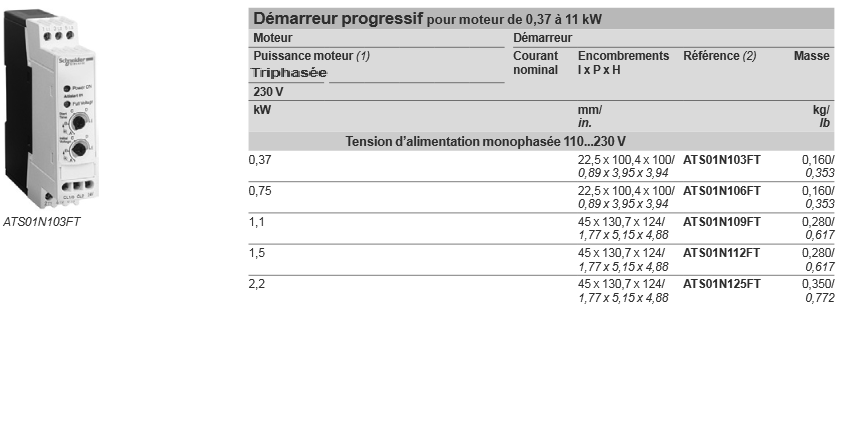 Démarreur progressif pour moteur de 0,37 à 11 kW
Moteur Démarreur
Puissance moteur (1) Courant nominal Encombrements I x P x H Référence (2) Masse
Triphasée
230 V
kW mm/ in. kg/ lb
Tension d'alimentation monophasée 110...230 V
0,37 22,5 x 100,4 x 100/ ATS01N103FT 0,160/
0,89 x 3,95 x 3,94 0,353
0,75 22,5 x 100,4 x 100/ ATS01N106FT 0,160/
0,89 x 3,95 x 3,94 0,353
1,1 45 x 130,7 x 124/ ATS01N109FT 0,280/
1,77 x 5,15 x 4,88 0,617
1,5 45 x 130,7 x 124/ ATS01N112FT 0,280/
1,77 x 5,15 x 4,88 0,617
2,2 45 x 130,7 x 124/ ATS01N125FT 0,350/
1,77 x 5,15 x 4,88 0,772
Schneider
Power On
Full voltage
ATS01N103FT